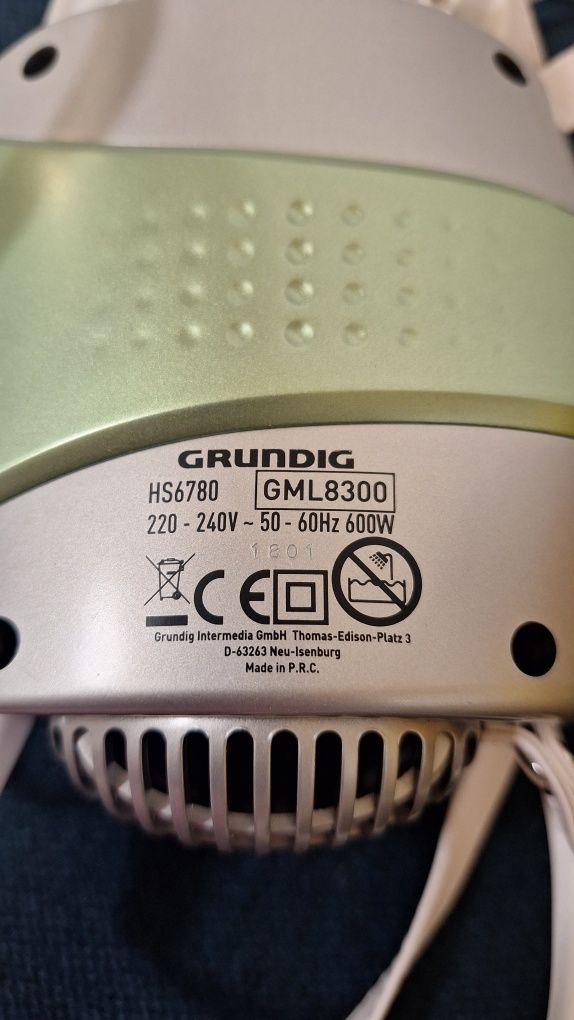 GRUNDIG
HS6780 GML8300
220 - 240V ~ 50 - 60Hz 600W
1801
CE
Grundig Intermedia GmbH Thomas-Edison-Platz 3
D-63263 Neu-Isenburg
Made in P.R.C.